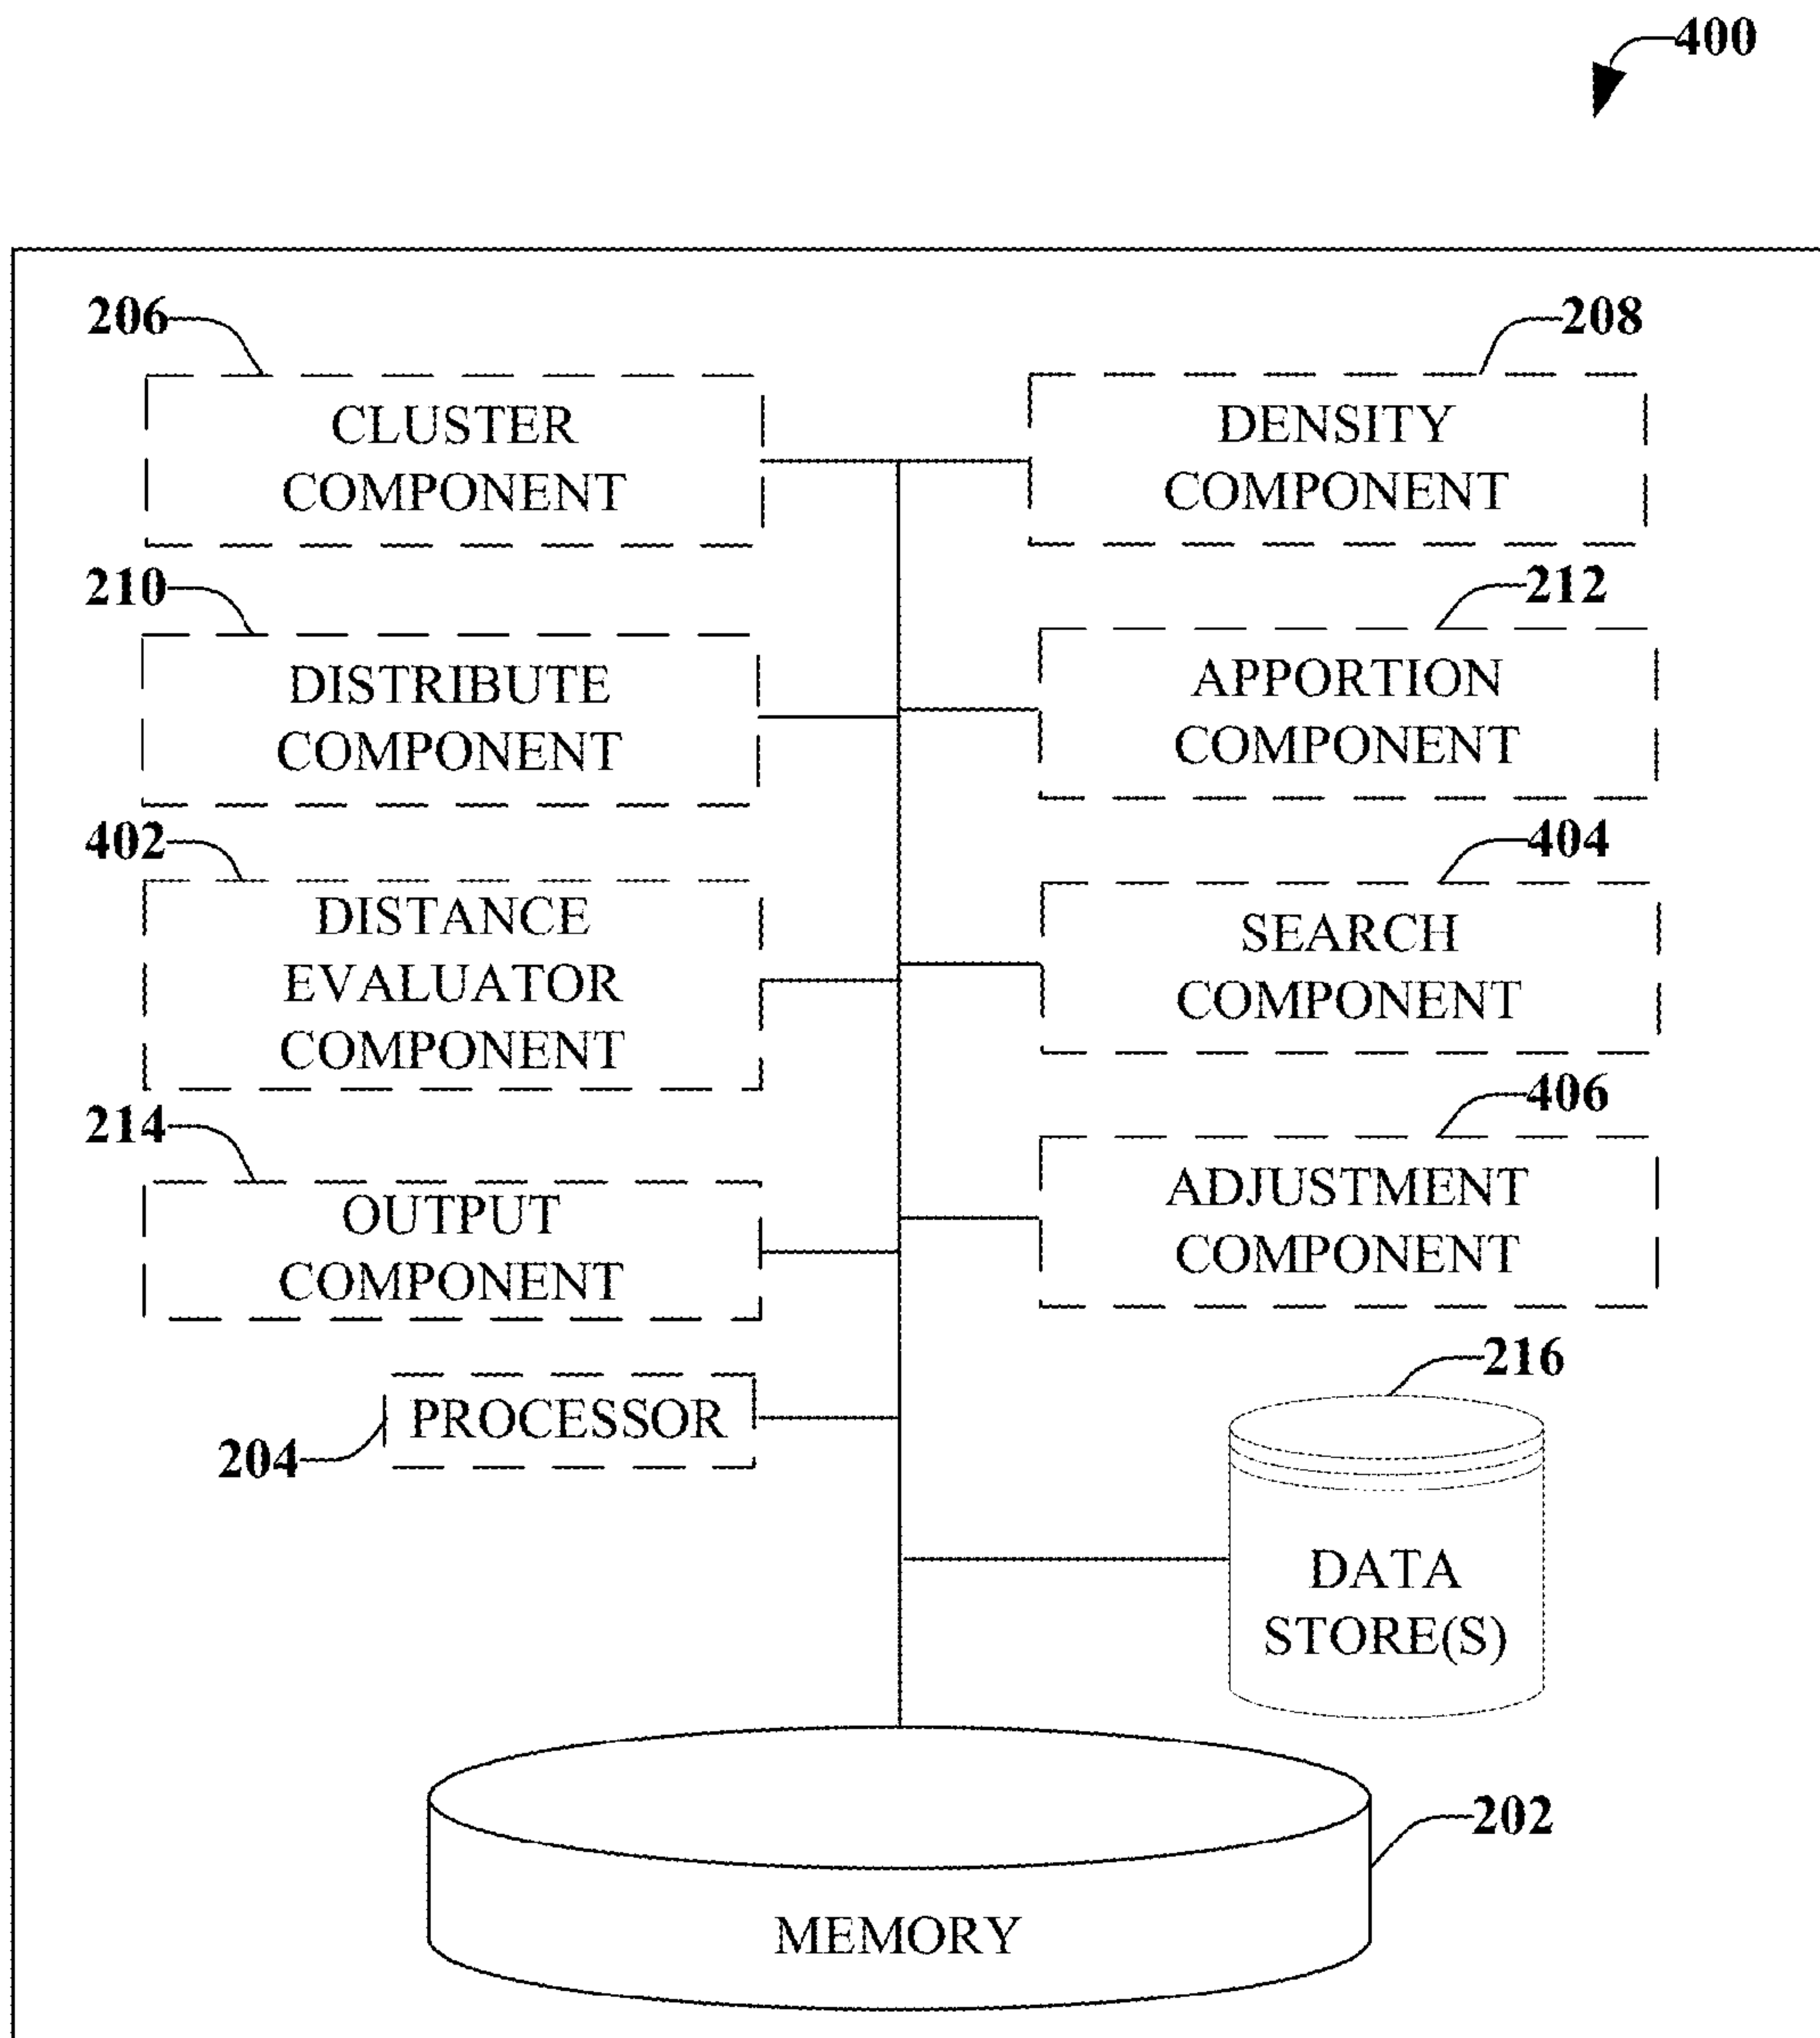 400
206
208
CLUSTER
COMPONENT
DENSITY
COMPONENT
210
212
DISTRIBUTE
COMPONENT
APPORTION
COMPONENT
402
404
DISTANCE
EVALUATOR
COMPONENT
SEARCH
COMPONENT
214
406
OUTPUT
COMPONENT
ADJUSTMENT
COMPONENT
216
PROCESSOR
204
DATA
STORE(S)
202
MEMORY